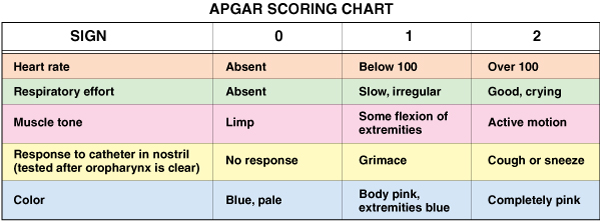 APGAR SCORING CHART
SIGN 0 1 2
Heart rate Absent Below 100 Over 100
Respiratory effort Absent Slow, irregular Good, crying
Muscle tone Limp Some flexion of
extremities Active motion
Response to catheter in nostril
(tested after oropharynx is clear) No response Grimace Cough or sneeze
Color Blue, pale Body pink,
extremities blue Completely pink